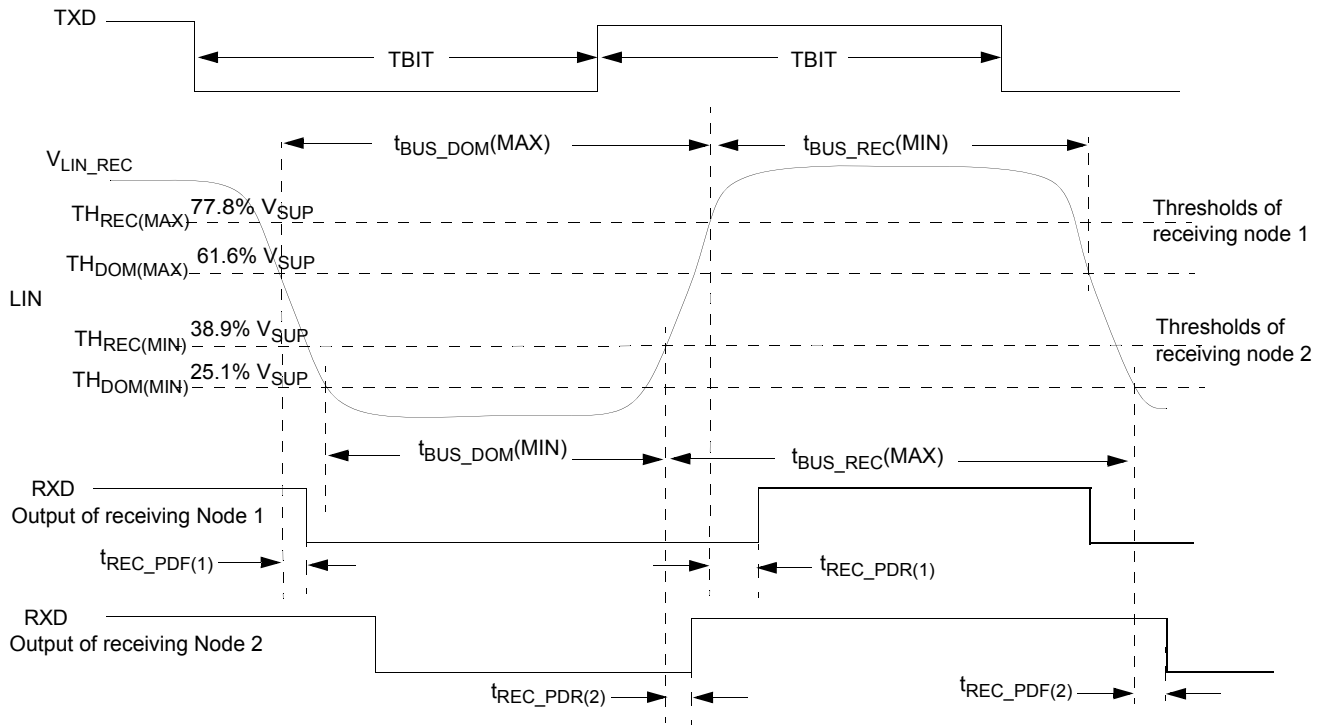 TXD
TBIT TBIT
tBUS_DOM(MAX) tBUS_REC(MIN)
VLIN_REC
THREC(MAX) 77.8% VSUP
Thresholds of
receiving node 1
THDOM(MAX) 61.6% VSUP
LIN
THREC(MIN) 38.9% VSUP
Thresholds of
receiving node 2
THDOM(MIN) 25.1% VSUP
tBUS_DOM(MIN) tBUS_REC(MAX)
RXD
Output of receiving Node 1
tREC_PDF(1) tREC_PDR(1)
RXD
Output of receiving Node 2
tREC_PDR(2) tREC_PDF(2)